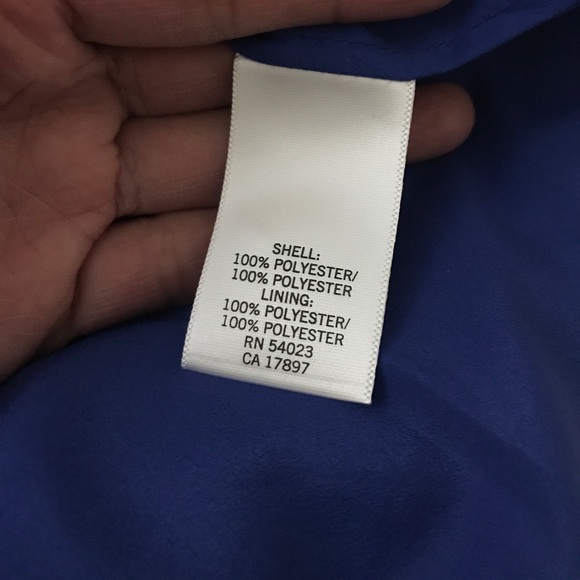 SHELL:
100% POLYESTER/
100% POLYESTER
LINING:
100% POLYESTER/
100% POLYESTER
RN 54023
CA 17897